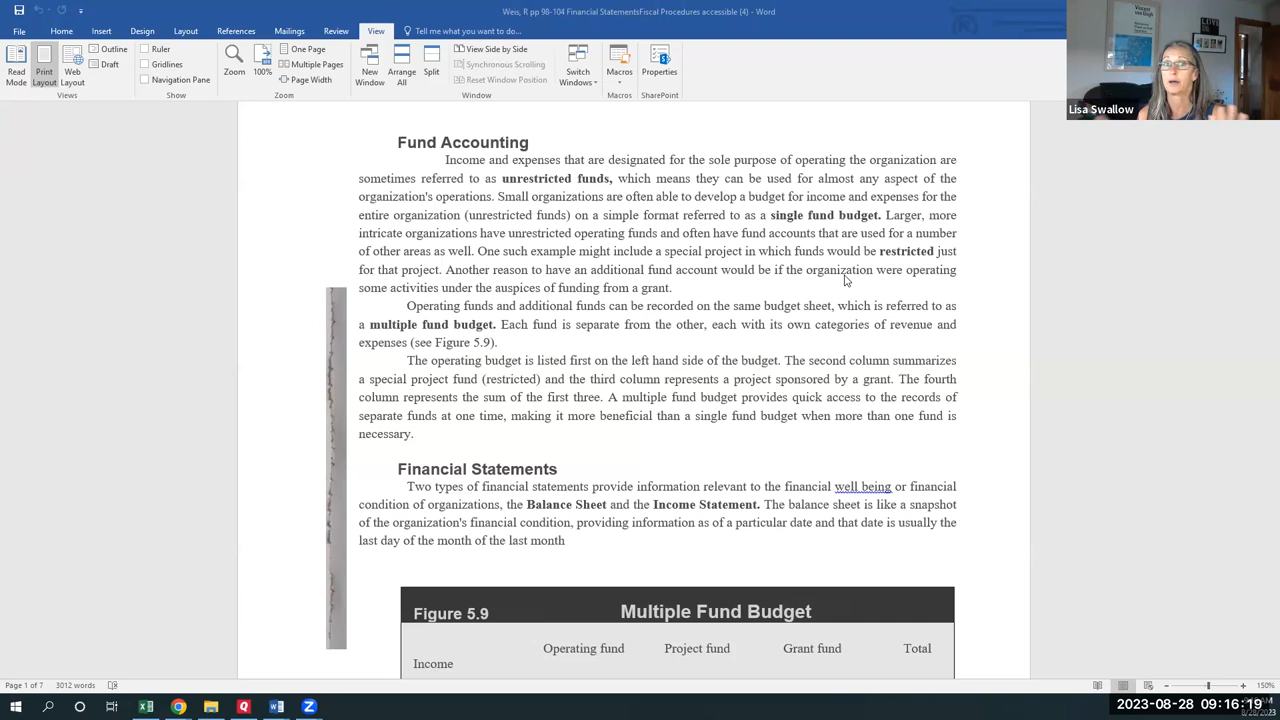 Weis, R pp 98-104 Financial StatementsFiscal Procedures accessible (4) - Word
File Home Insert Design Layout References Mailings Review View Tell me what you want to do...
Read Mode
Print Layout
Web Layout
Outline
Draft
Views
Ruler
Gridlines
Navigation Pane
Show
Zoom
100%
One Page
Multiple Pages
Page Width
Zoom
New Window
Arrange All
Split
View Side by Side
Synchronous Scrolling
Reset Window Position
Window
Switch Windows
Macros
Macros
Properties
SharePoint
Lisa Swallow
Fund Accounting
Income and expenses that are designated for the sole purpose of operating the organization are
sometimes referred to as unrestricted funds, which means they can be used for almost any aspect of the
organization's operations. Small organizations are often able to develop a budget for income and expenses for the
entire organization (unrestricted funds) on a simple format referred to as a single fund budget. Larger, more
intricate organizations have unrestricted operating funds and often have fund accounts that are used for a number
of other areas as well. One such example might include a special project in which funds would be restricted just
for that project. Another reason to have an additional fund account would be if the organization were operating
some activities under the auspices of funding from a grant.
Operating funds and additional funds can be recorded on the same budget sheet, which is referred to as
a multiple fund budget. Each fund is separate from the other, each with its own categories of revenue and
expenses (see Figure 5.9).
The operating budget is listed first on the left hand side of the budget. The second column summarizes
a special project fund (restricted) and the third column represents a project sponsored by a grant. The fourth
column represents the sum of the first three. A multiple fund budget provides quick access to the records of
separate funds at one time, making it more beneficial than a single fund budget when more than one fund is
necessary.
Financial Statements
Two types of financial statements provide information relevant to the financial well being or financial
condition of organizations, the Balance Sheet and the Income Statement. The balance sheet is like a snapshot
of the organization's financial condition, providing information as of a particular date and that date is usually the
last day of the month of the last month
Figure 5.9 Multiple Fund Budget
Operating fund Project fund Grant fund Total
Income
Page 1 of 7 3012 words
150%
2023-08-28 09:16:19